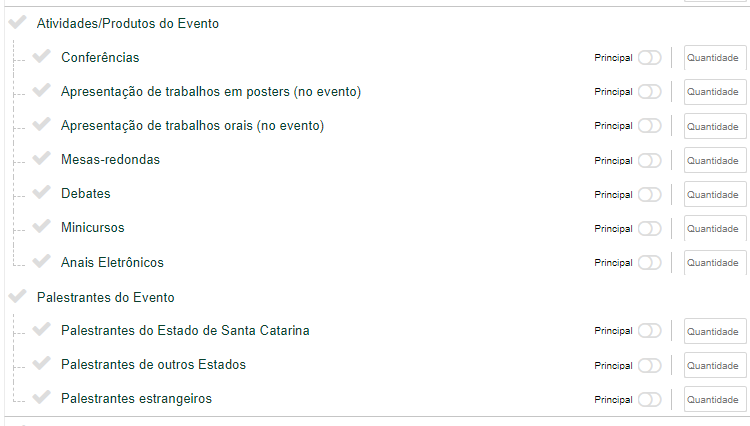 Atividades/Produtos do Evento
Conferências Principal Quantidade
Apresentação de trabalhos em posters (no evento) Principal Quantidade
Apresentação de trabalhos orais (no evento) Principal Quantidade
Mesas-redondas Principal Quantidade
Debates Principal Quantidade
Minicursos Principal Quantidade
Anais Eletrônicos Principal Quantidade
Palestrantes do Evento
Palestrantes do Estado de Santa Catarina Principal Quantidade
Palestrantes de outros Estados Principal Quantidade
Palestrantes estrangeiros Principal Quantidade